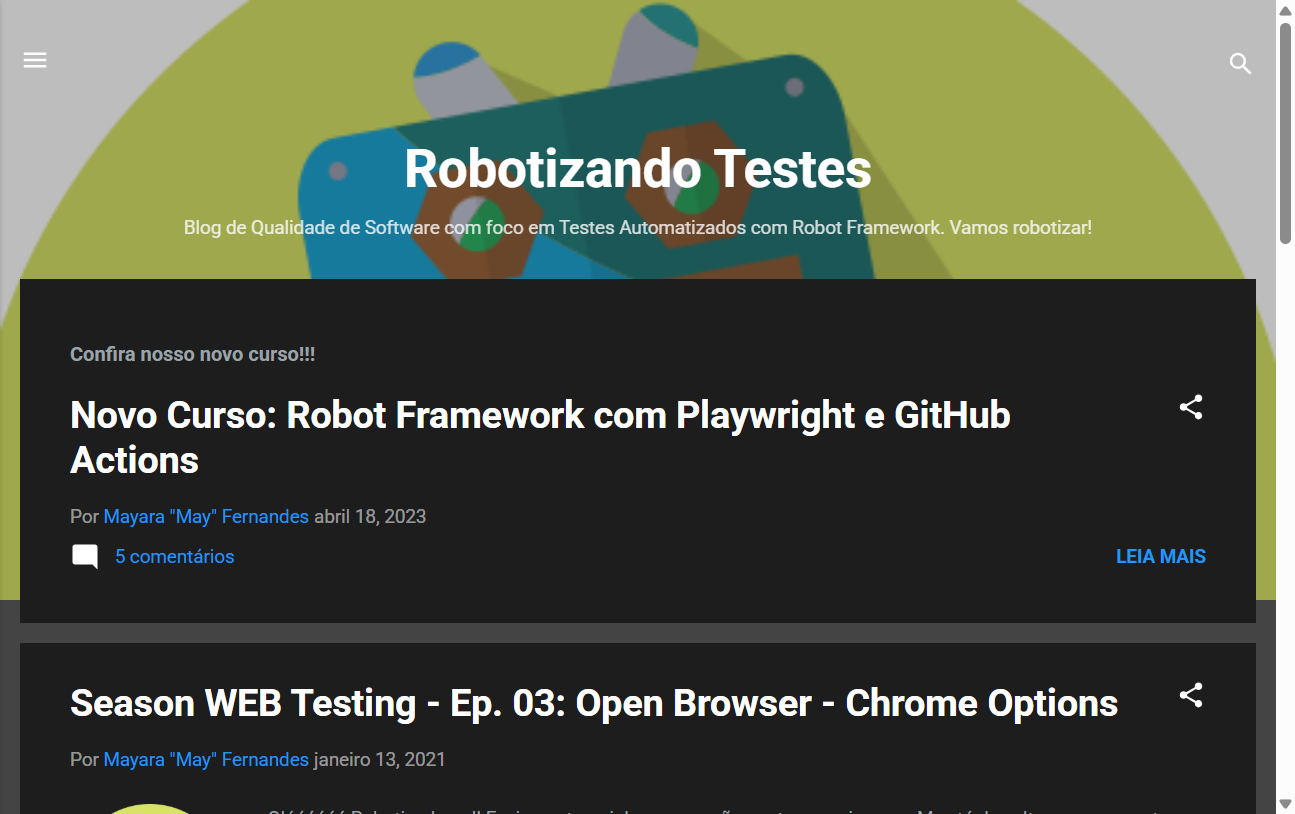 Robotizando Testes
Blog de Qualidade de Software com foco em Testes Automatizados com Robot Framework. Vamos robotizar!
Confira nosso novo curso!!!
Novo Curso: Robot Framework com Playwright e GitHub
Actions
Por Mayara "May" Fernandes abril 18, 2023
5 comentários
LEIA MAIS
Season WEB Testing - Ep. 03: Open Browser - Chrome Options
Por Mayara "May" Fernandes janeiro 13, 2021